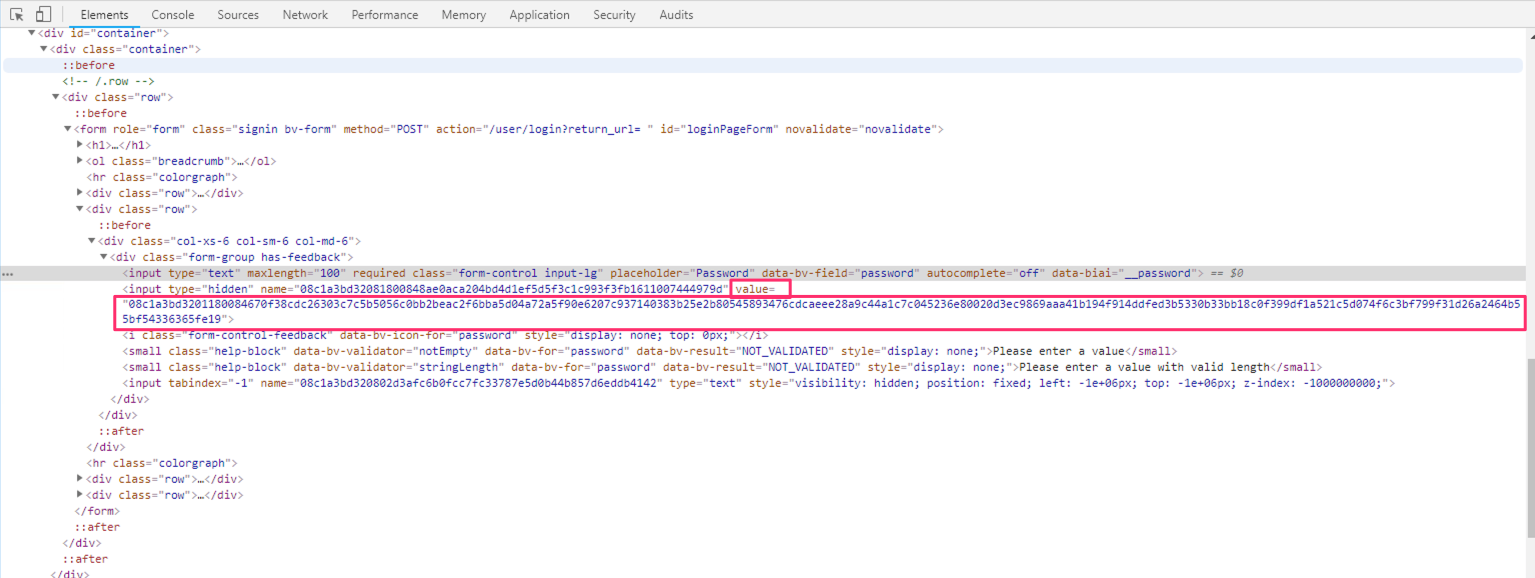 Elements Console Sources Network Performance Memory Application Security Audits
<div id="container">
<div class="container">
::before
<!-- /.row -->
<div class="row">
::before
<form role="form" class="signin bv-form" method="POST" action="/user/login?return_url= " id="loginPageForm" novalidate="novalidate">
<h1>…</h1>
<ol class="breadcrumb">…</ol>
<hr class="colorgraph">
<div class="row">…</div>
<div class="row">
::before
<div class="col-xs-6 col-sm-6 col-md-6">
<div class="form-group has-feedback">
... <input type="text" maxlength="100" required class="form-control input-lg" placeholder="Password" data-bv-field="password" autocomplete="off" data-biai="__password"> == $0
<input type="hidden" name="08c1a3bd32081800848ae0aca204bd4d1ef5d5f3c1c993f3fb1611007444979d" value=
"08c1a3bd3201180084670f38cdc26303c7c5b5056c0bb2beac2f6bba5d04a72a5f90e6207c937140383b25e2b80545893476cdcaeee28a9c44a1c7c045236e80020d3ec9869aaa41b194f914ddfed3b5330b33bb18c0f399df1a521c5d074f6c3bf799f31d26a2464b5
5bf54336365fe19">
<i class="form-control-feedback" data-bv-icon-for="password" style="display: none; top: 0px;"></i>
<small class="help-block" data-bv-validator="notEmpty" data-bv-for="password" data-bv-result="NOT_VALIDATED" style="display: none;">Please enter a value</small>
<small class="help-block" data-bv-validator="stringLength" data-bv-for="password" data-bv-result="NOT_VALIDATED" style="display: none;">Please enter a value with valid length</small>
<input tabindex="-1" name="08c1a3bd320802d3afc6b0fcc7fc33787e5d0b44b857d6eddb4142" type="text" style="visibility: hidden; position: fixed; left: -1e+06px; top: -1e+06px; z-index: -1000000000;">
</div>
</div>
::after
</div>
<hr class="colorgraph">
<div class="row">…</div>
<div class="row">…</div>
</form>
::after
</div>
::after
</div>